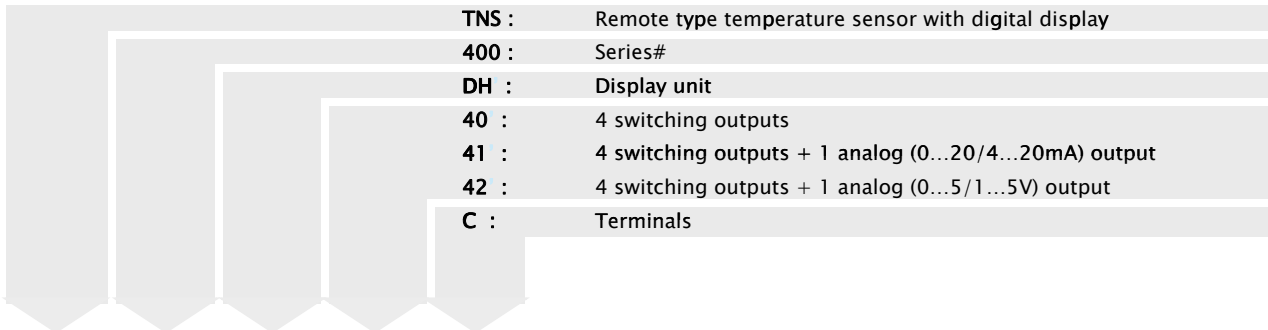 TNS : Remote type temperature sensor with digital display
400 : Series#
DH : Display unit
40 : 4 switching outputs
41 : 4 switching outputs + 1 analog (0…20/4…20mA) output
42 : 4 switching outputs + 1 analog (0…5/1…5V) output
C : Terminals